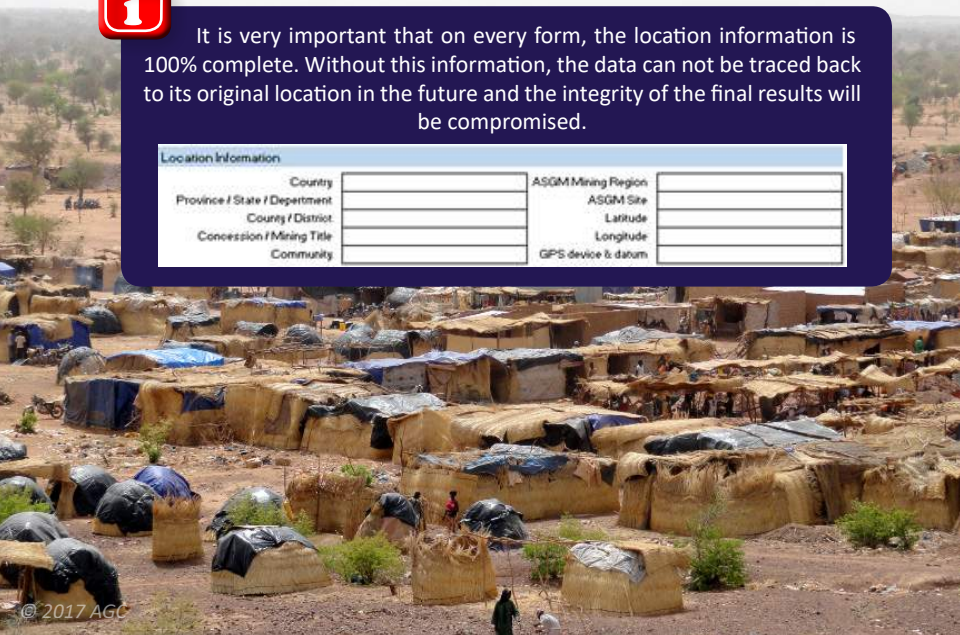 1
It is very important that on every form, the location information is
100% complete. Without this information, the data can not be traced back
to its original location in the future and the integrity of the final results will
be compromised.
Location Information
Country ASGM Mining Region
Province / State / Department ASGM Site
County / District Latitude
Concession / Mining Title Longitude
Community GPS device & datum
© 2017 AGC